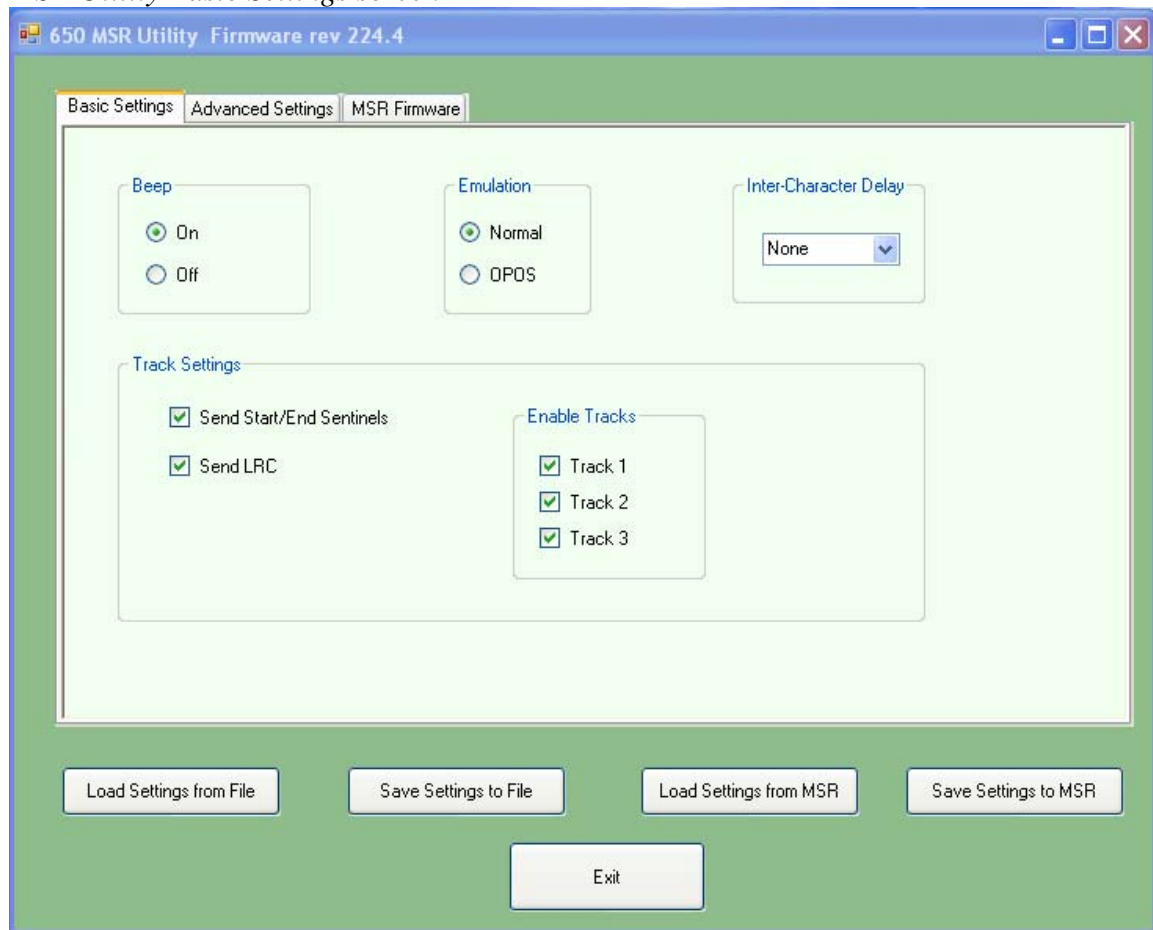 650 MSR Utility Firmware rev 224.4
Basic Settings Advanced Settings MSR Firmware
Beep
On
Off
Emulation
Normal
OPOS
Inter-Character Delay
None
Track Settings
Send Start/End Sentinels
Send LRC
Enable Tracks
Track 1
Track 2
Track 3
Load Settings from File Save Settings to File Load Settings from MSR Save Settings to MSR
Exit